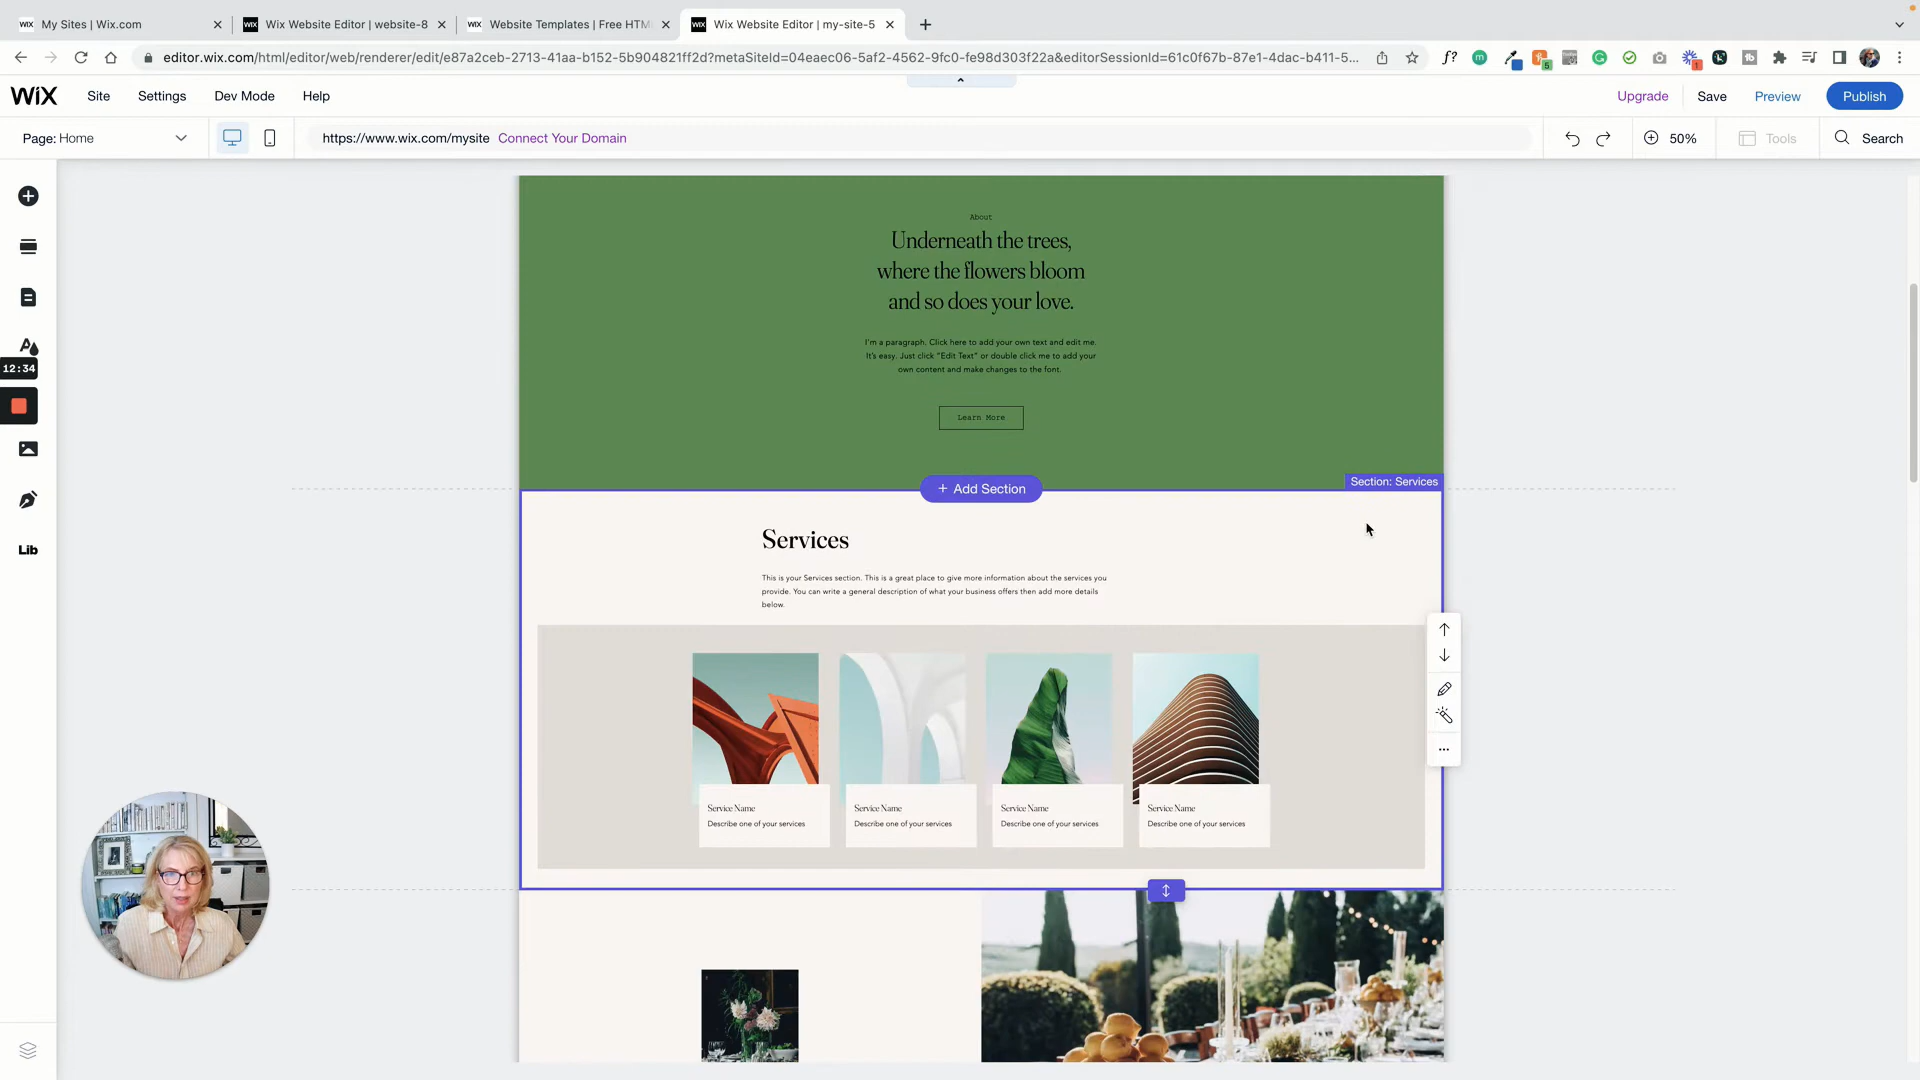 My Sites | Wix.com
Wix Website Editor | website-8
Website Templates | Free HTM
Wix Website Editor | my-site-5
editor.wix.com/html/editor/web/renderer/edit/e87a2ceb-2713-41aa-b152-5b904821ff2d?metaSiteId=04eaec06-5af2-4562-9fc0-fe98d303f22a&editorSessionId=61c0f67b-87e1-4dac-b411-5...
WIX
Site
Settings
Dev Mode
Help
Upgrade
Save
Preview
Publish
Page: Home
https://www.wix.com/mysite
Connect Your Domain
50%
Tools
Search
12:34
Lib
About
Underneath the trees,
where the flowers bloom
and so does your love.
I'm a paragraph. Click here to add your own text and edit me.
It's easy. Just click “Edit Text” or double click me to add your
own content and make changes to the font.
Learn More
+ Add Section
Section: Services
Services
This is your Services section. This is a great place to give more information about the services you
provide. You can write a general description of what your business offers then add more details
below.
Service Name
Describe one of your services
Service Name
Describe one of your services
Service Name
Describe one of your services
Service Name
Describe one of your services